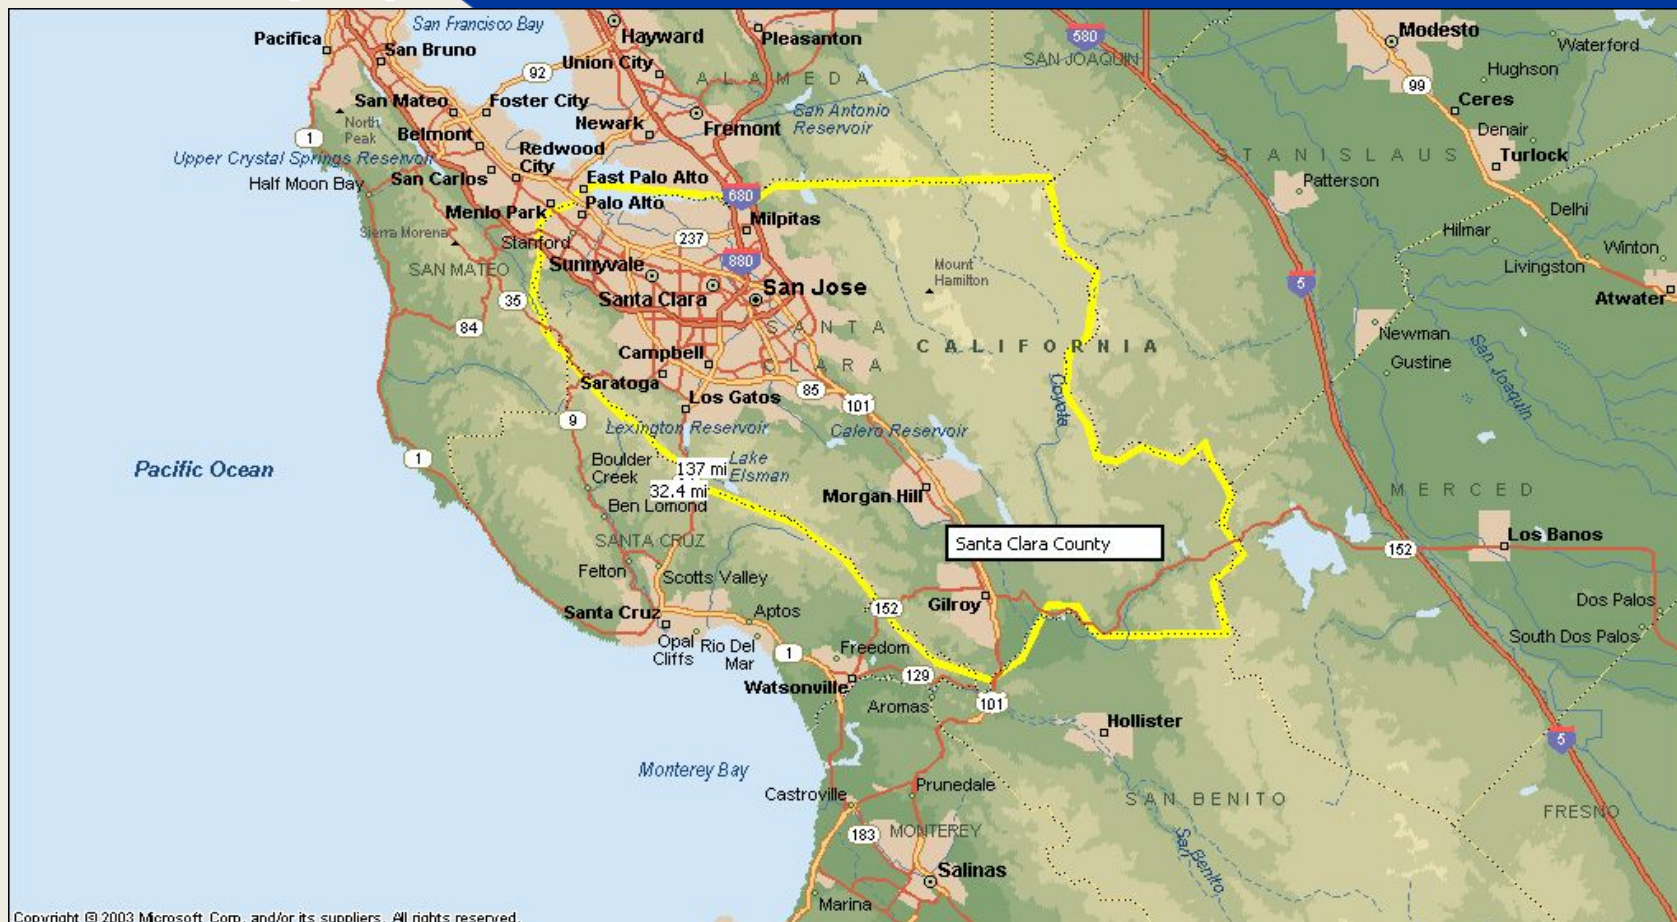 San Francisco Bay
Pacifica
San Bruno
Hayward
Pleasanton
580
SAN JOAQUIN
Modesto
Waterford
Union City
92
ALAMEDA
Hughson
99
San Mateo
Foster City
San Antonio
Reservoir
Ceres
North
Peak
Newark
Fremont
Denair
1
Belmont
Redwood
City
STANISLAUS
Turlock
Upper Crystal Springs Reservoir
Half Moon Bay
San Carlos
East Palo Alto
680
Patterson
Menlo Park
Palo Alto
Milpitas
Delhi
Sierra Morena
Stanford
237
Hilmar
Winton
SAN MATEO
Sunnyvale
880
Mount
Hamilton
Livingston
5
35
Santa Clara
San Jose
Atwater
84
SANTA
CLARA
CALIFORNIA
Newman
Campbell
Gustine
San Joaquin
Saratoga
85
Coyote
Los Gatos
101
9
Lexington Reservoir
Calero Reservoir
1
Pacific Ocean
Boulder
Creek
137 mi
Lake
Elsman
32.4 mi
Morgan Hill
MERCED
Ben Lomond
SANTA CRUZ
Santa Clara County
Los Banos
152
Felton
Scotts Valley
Santa Cruz
Aptos
152
Gilroy
Dos Palos
Opal
Cliffs
Rio Del
Mar
1
Freedom
South Dos Palos
Watsonville
129
Aromas
101
Hollister
5
Monterey Bay
Castroville
Prunedale
SAN BENITO
FRESNO
183
MONTEREY
San Benito
Salinas
Marina
Copyright © 2003 Microsoft Corp. and/or its suppliers. All rights reserved.